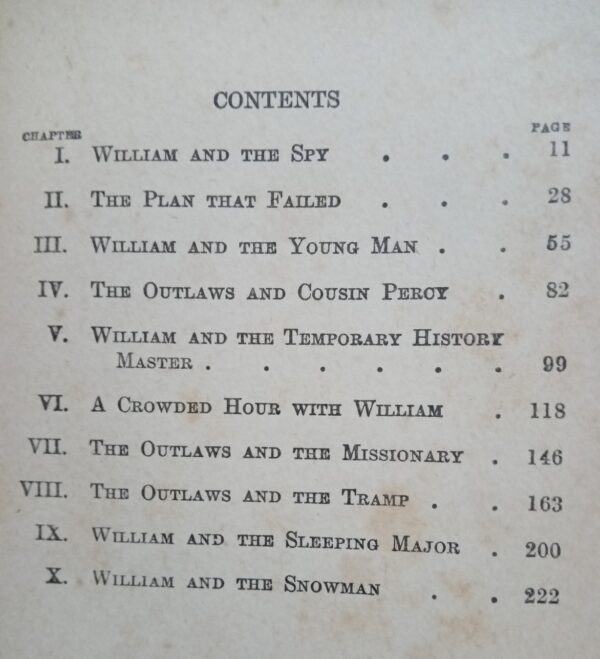 CONTENTS
CHAPTER PAGE
I. WILLIAM AND THE SPY . . . 11
II. THE PLAN THAT FAILED . . . 28
III. WILLIAM AND THE YOUNG MAN . . 55
IV. THE OUTLAWS AND COUSIN PERCY . 82
V. WILLIAM AND THE TEMPORARY HISTORY
MASTER . . . . . . 99
VI. A CROWDED HOUR WITH WILLIAM . 118
VII. THE OUTLAWS AND THE MISSIONARY . 146
VIII. THE OUTLAWS AND THE TRAMP . . 163
IX. WILLIAM AND THE SLEEPING MAJOR . 200
X. WILLIAM AND THE SNOWMAN . . 222